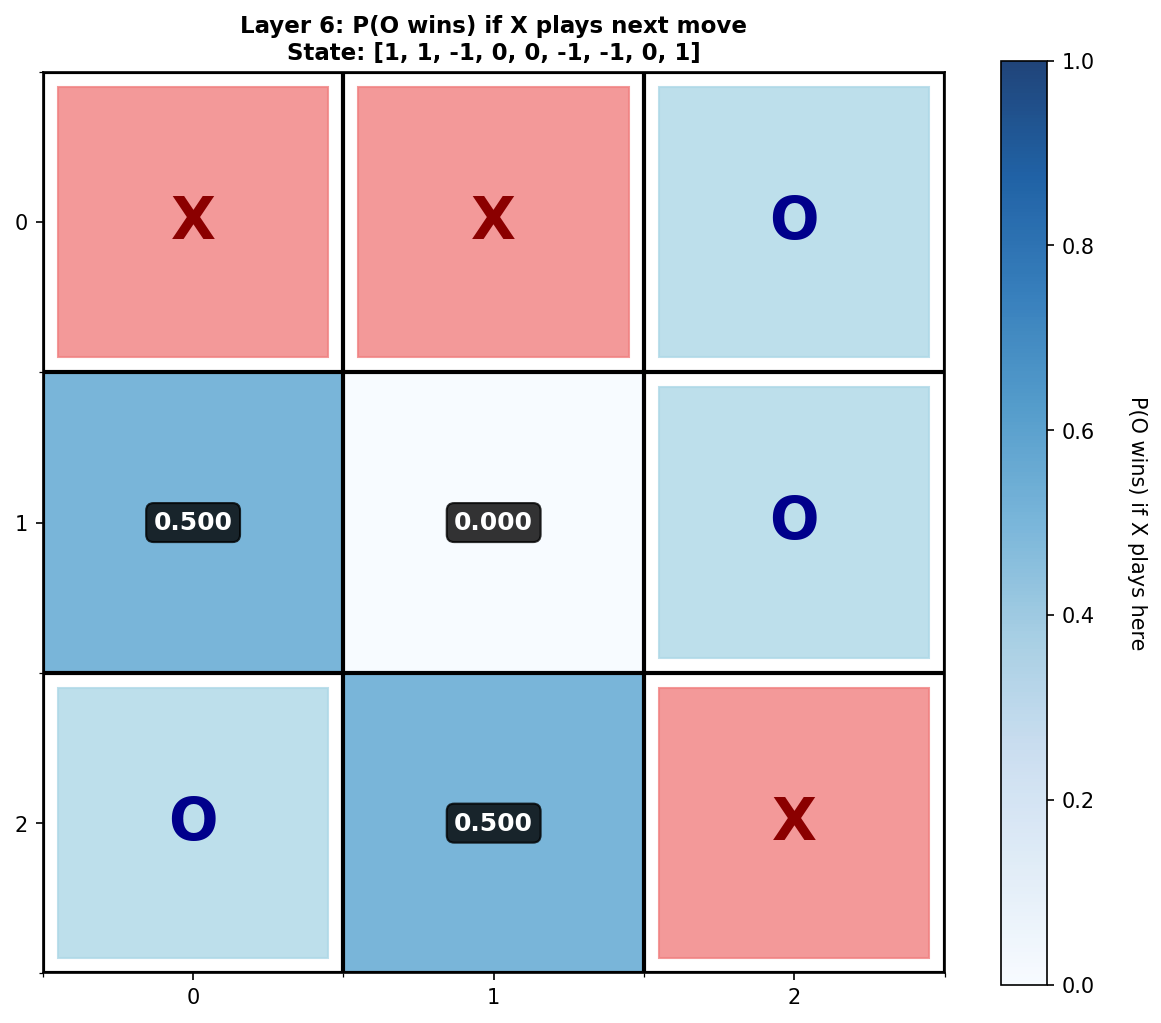 Layer 6: P(O wins) if X plays next move
State: [1, 1, -1, 0, 0, -1, -1, 0, 1]
0
X
X
O
1
0.500
0.000
O
2
O
0.500
X
0
1
2
1.0
0.8
0.6
0.4
0.2
0.0
P(O wins) if X plays here